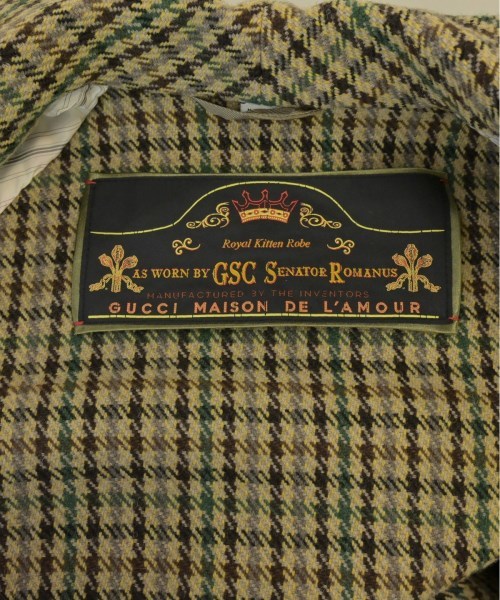 Royal Kitten Robe
AS WORN BY GSC SENATOR ROMANUS
MANUFACTURED BY THE INVENTORS
GUCCI MAISON DE L'AMOUR